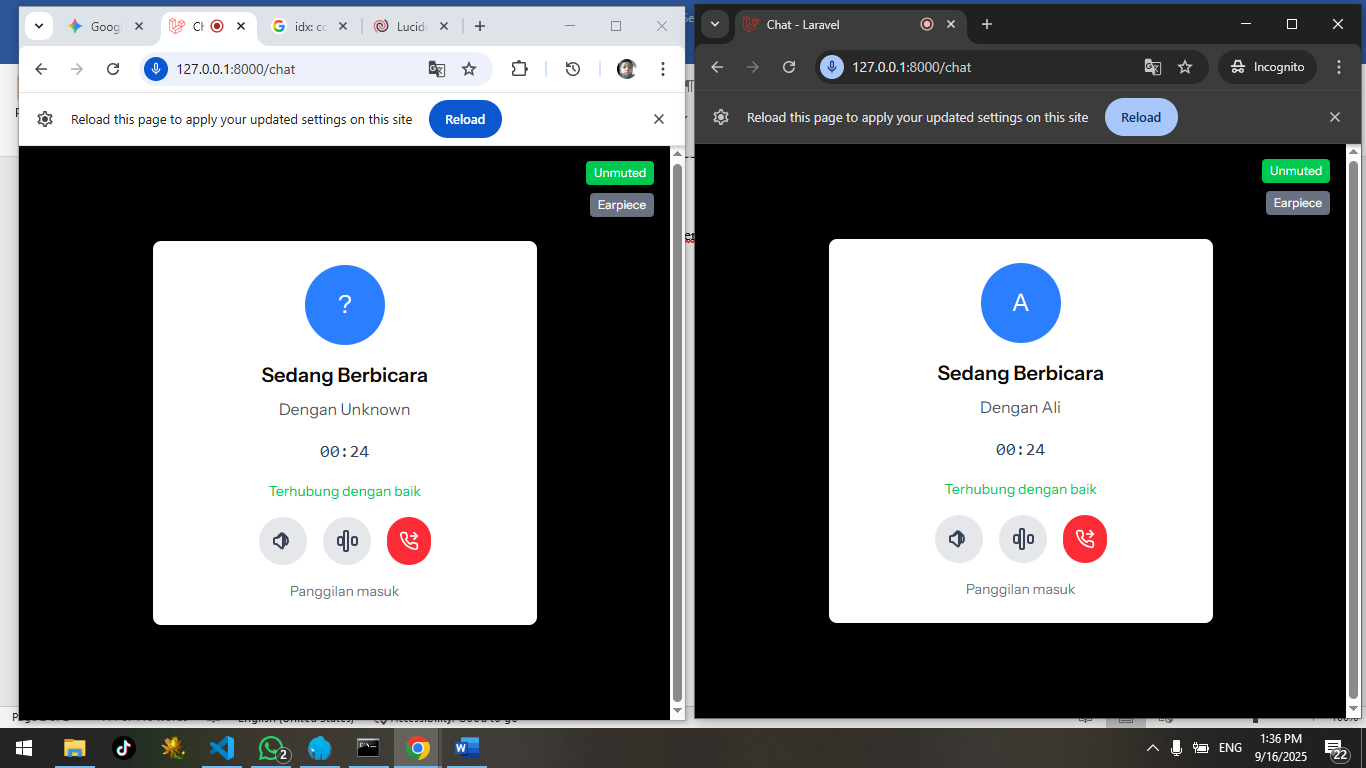 Googl
Ch
idx: co
Lucide
127.0.0.1:8000/chat
Reload this page to apply your updated settings on this site
Reload
Unmuted
Earpiece
?
Sedang Berbicara
Dengan Unknown
00:24
Terhubung dengan baik
Panggilan masuk
Chat - Laravel
127.0.0.1:8000/chat
Incognito
Reload this page to apply your updated settings on this site
Reload
Unmuted
Earpiece
A
Sedang Berbicara
Dengan Ali
00:24
Terhubung dengan baik
Panggilan masuk
2
ENG
1:36 PM
9/16/2025
22